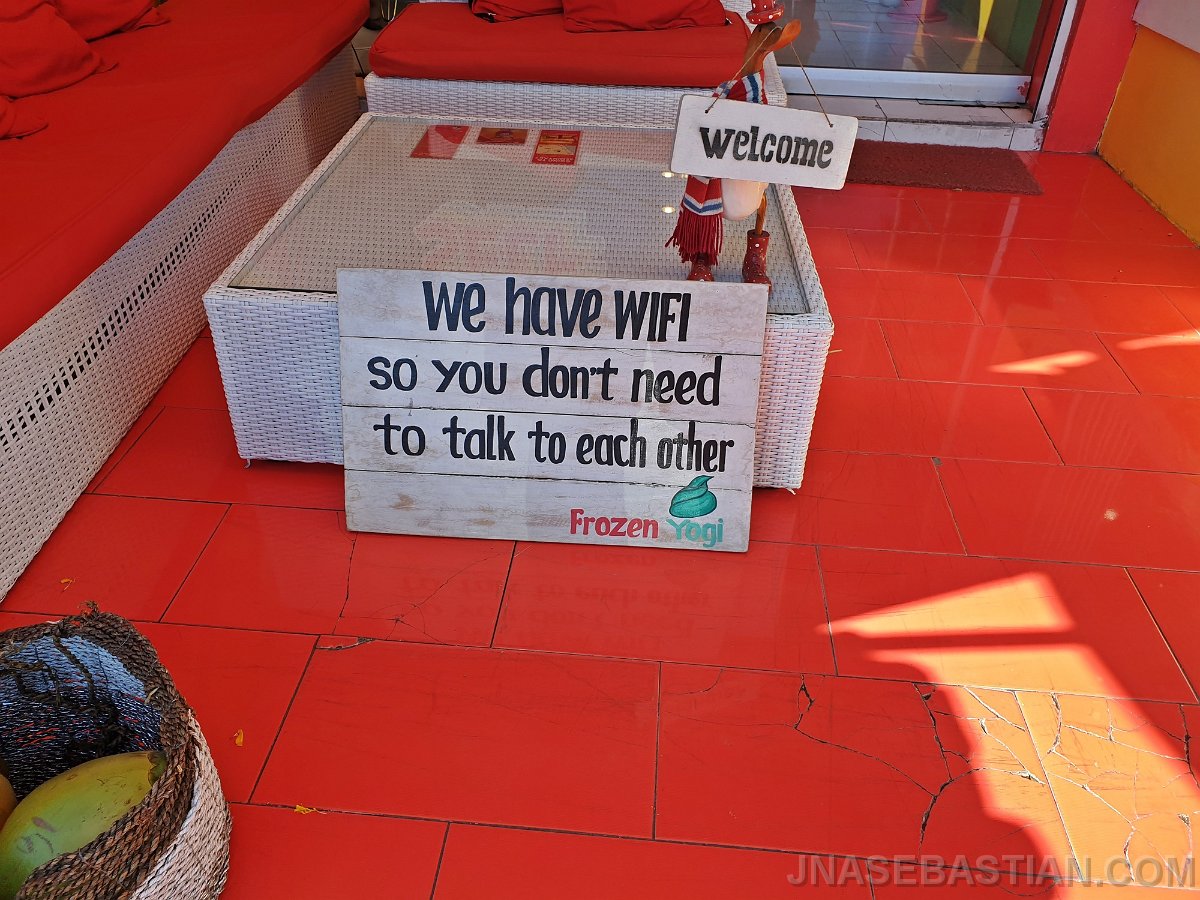 Welcome
We have WIFI
so you don't need
to talk to each other
Frozen Yogi
JNASEBASTIAN.COM